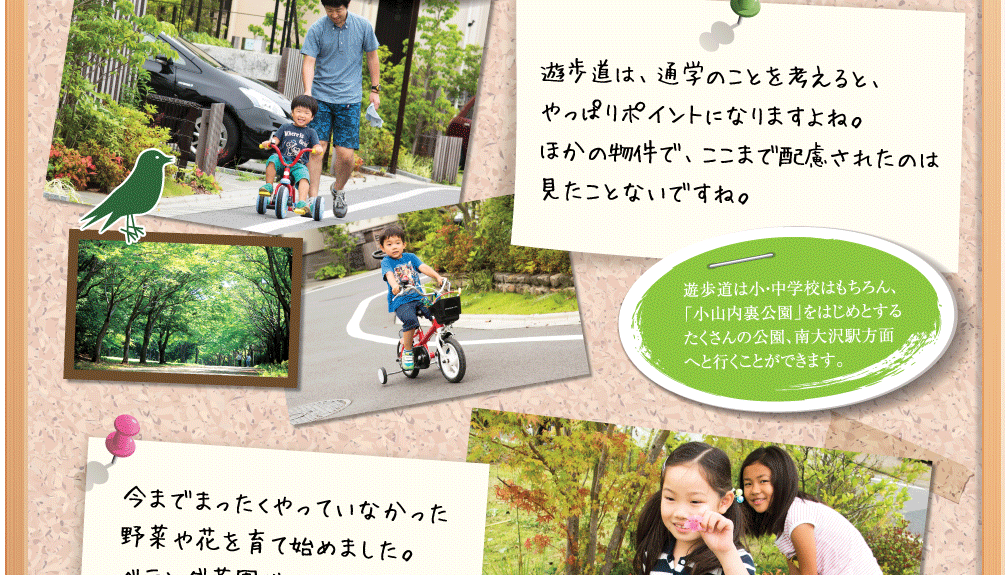 遊歩道は、通学のことを考えると、
やっぱりポイントになりますよね。
ほかの物件で、ここまで配慮されたのは
見たことないですね。
遊歩道は小・中学校はもちろん、
「小山内裏公園」をはじめとする
たくさんの公園、南大沢駅方面
へと行くことができます。
今までまったくやっていなかった
野菜や花を育て始めました。